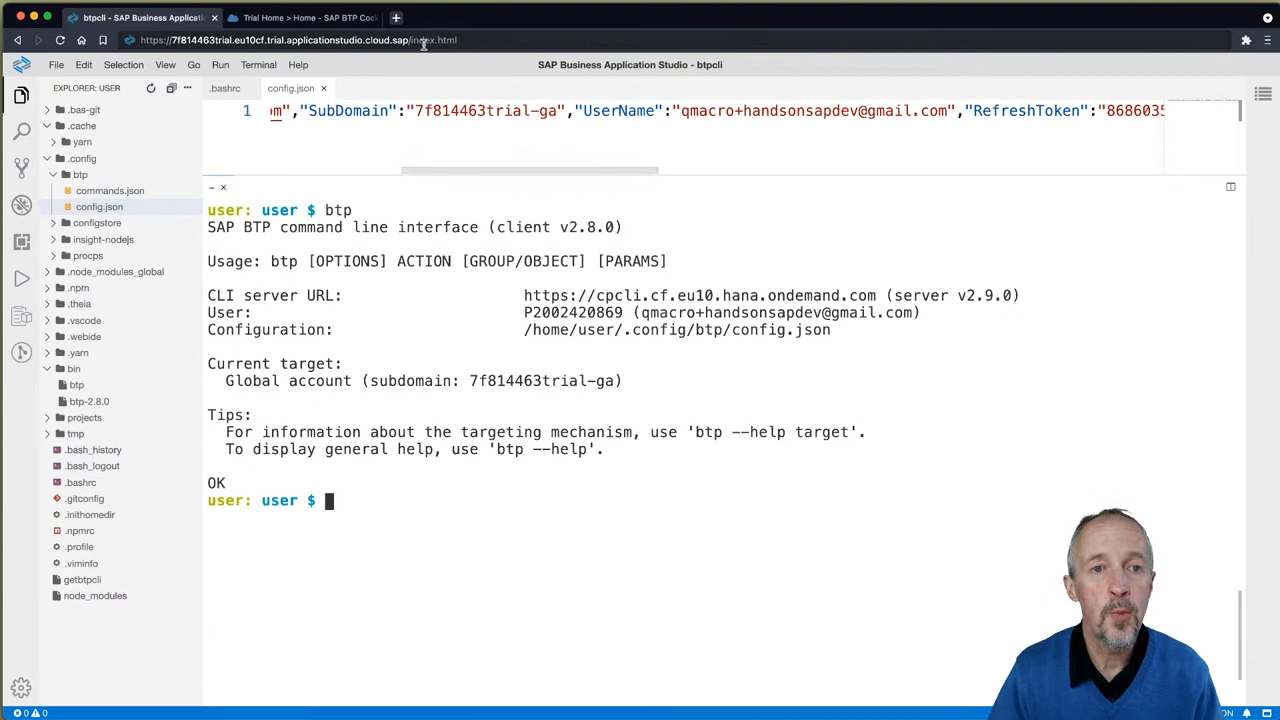 btpcli - SAP Business Applicati
Trial Home > Home - SAP BTP Cock
https://7f814463trial.eu10cf.trial.applicationstudio.cloud.sap/index.html
File Edit Selection View Go Run Terminal Help
SAP Business Application Studio - btpcli
EXPLORER: USER
.bashrc
config.json
1 om","SubDomain":"7f814463trial-ga","UserName":"qmacro+handsonsapdev@gmail.com","RefreshToken":"8686035
.bas-git
.cache
yarn
.config
btp
commands.json
config.json
configstore
insight-nodejs
procps
.node_modules_global
.npm
.theia
.vscode
.webide
.yarn
bin
btp
btp-2.8.0
projects
tmp
.bash_history
.bash_logout
.bashrc
.gitconfig
.inithomedir
.npmrc
.profile
.viminfo
getbtpcli
node_modules
~
user: user $ btp
SAP BTP command line interface (client v2.8.0)
Usage: btp [OPTIONS] ACTION [GROUP/OBJECT] [PARAMS]
CLI server URL: https://cpcli.cf.eu10.hana.ondemand.com (server v2.9.0)
User: P2002420869 (qmacro+handsonsapdev@gmail.com)
Configuration: /home/user/.config/btp/config.json
Current target:
Global account (subdomain: 7f814463trial-ga)
Tips:
For information about the targeting mechanism, use 'btp --help target'.
To display general help, use 'btp --help'.
OK
user: user $
0 0
ON